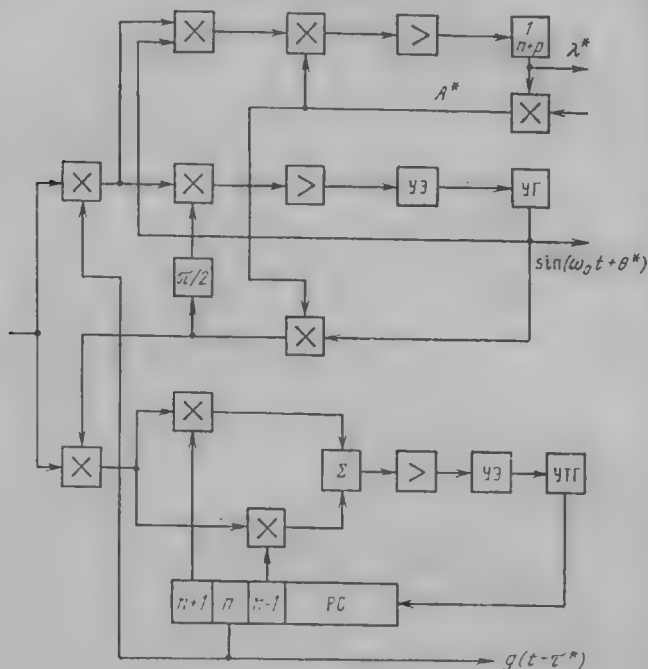 × × > 1/(n+p) λ*
A* ×
× × > УЭ УГ
sin(ω₀t+θ*)
π/2
×
×
× Σ > УЭ УТГ
×
n+1 n n-1 РС
g(t-τ*)